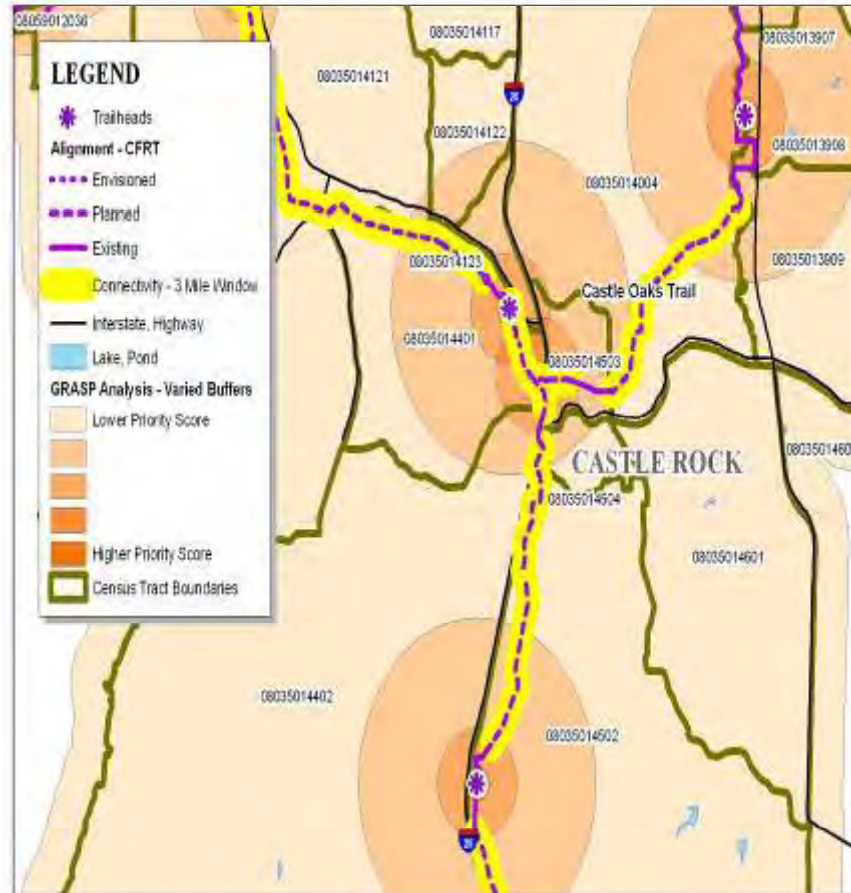 08059012036
08035014117
08035013907
LEGEND
08035014121
Trailheads
08035014122
08035013908
Alignment - CFRT
Envisioned
08035014004
Planned
Existing
08035014123
08035013909
Connectivity - 3 Mile Window
Castle Oaks Trail
Interstate, Highway
08035014401
Lake, Pond
08035014503
GRASP Analysis - Varied Buffers
Lower Priority Score
CASTLE ROCK
0803501460
08035014504
Higher Priority Score
08035014601
Census Tract Boundaries
08035014402
08035014502